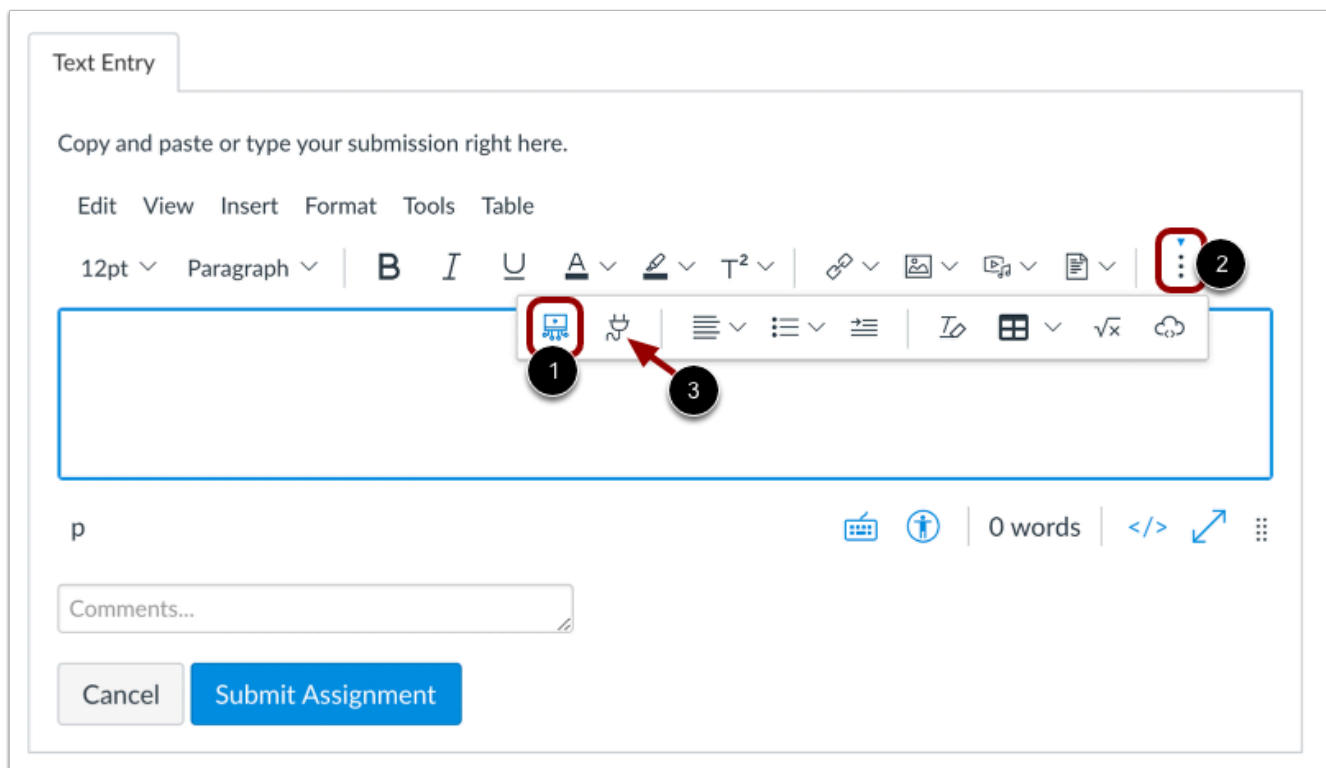 Text Entry
Copy and paste or type your submission right here.
Edit View Insert Format Tools Table
12pt Paragraph B I U A T² 2
√x
1
3
p 0 words </>
Comments...
Cancel Submit Assignment